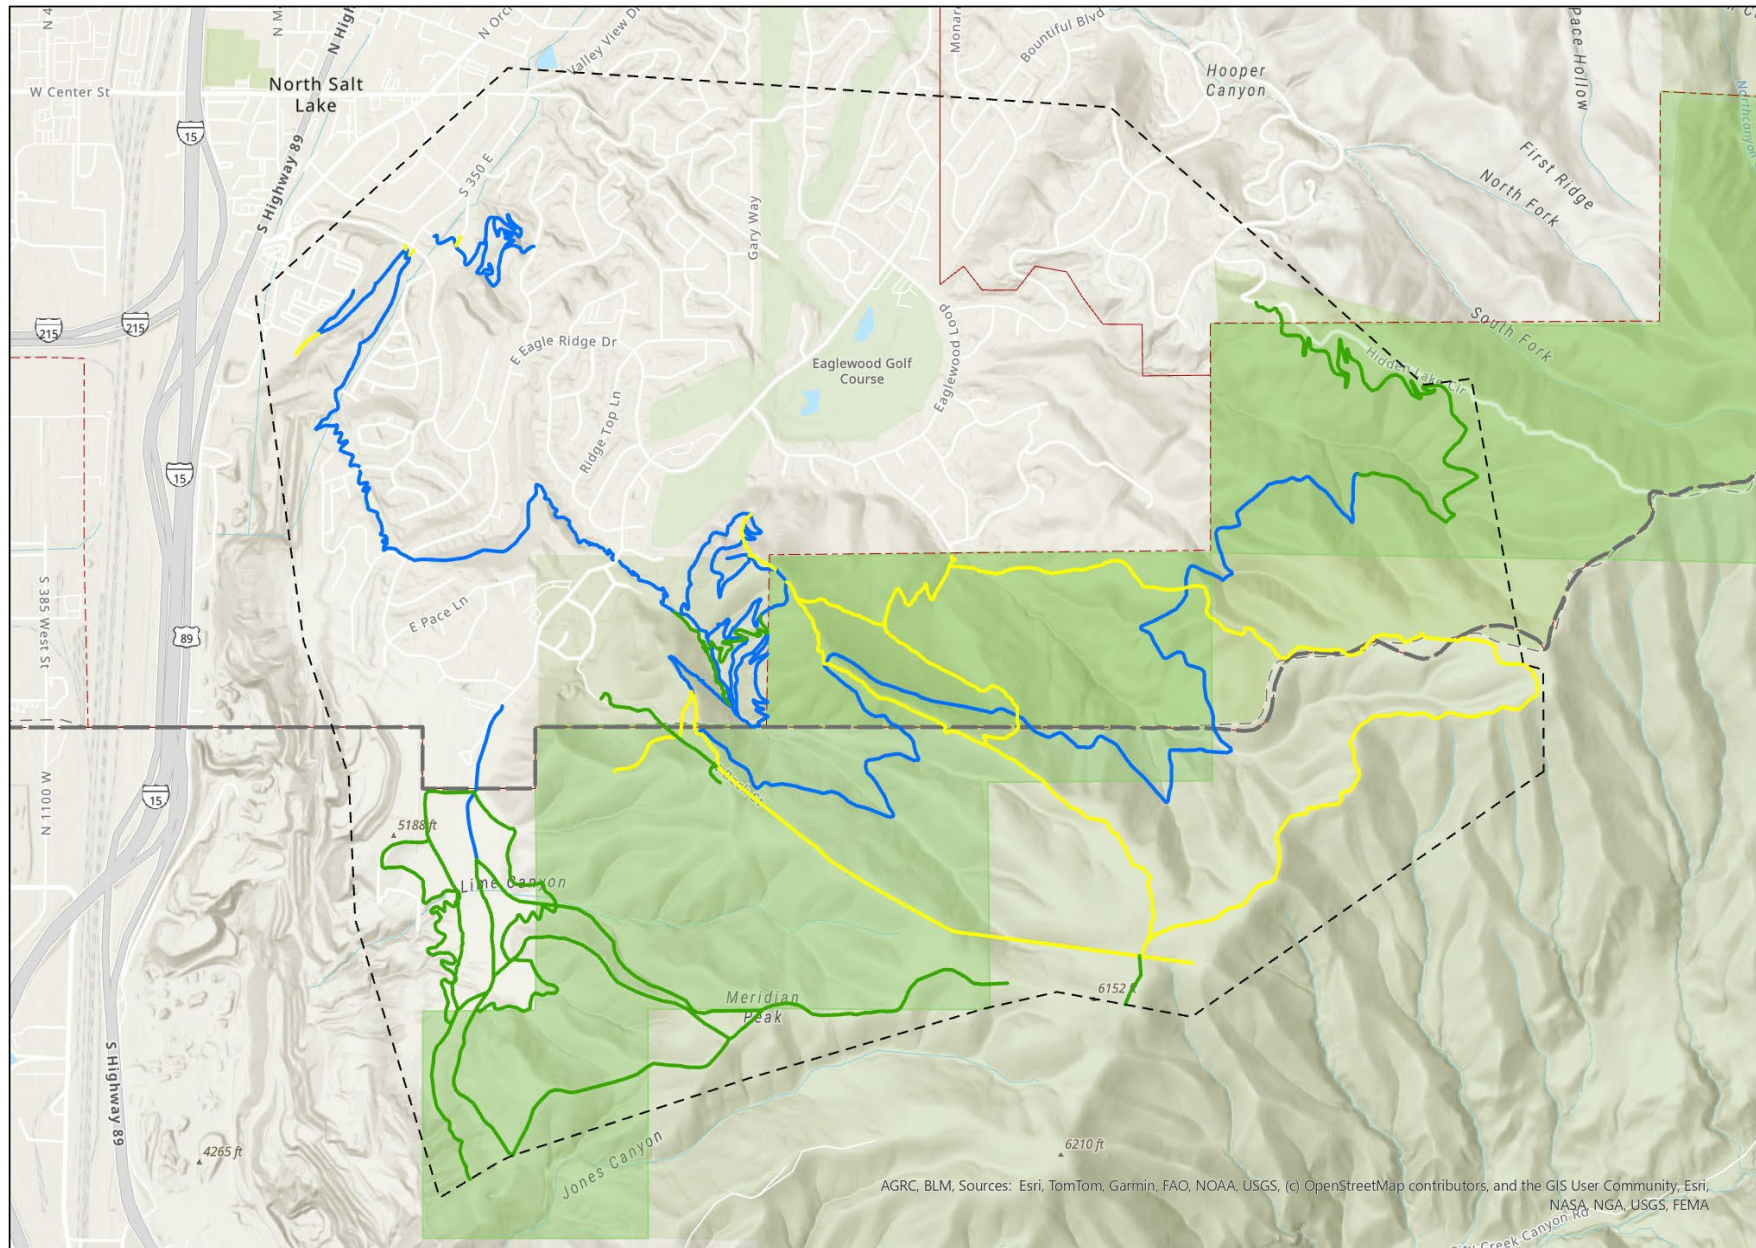 N 4
N M
N High
N Orc
Valley View Dr
Monar
Bountiful Blvd
Pace Hollow
Hooper
Canyon
W Center St
North Salt
Lake
15
S Highway 89
S 350 E
Northcanyon
First Ridge
North Fork
Gary Way
215
215
South Fork
E Eagle Ridge Dr
Eaglewood Golf
Course
Eaglewood Loop
Hidden Lake Cir
Ridge Top Ln
15
S 385 West St
E Pace Ln
89
W 1100 N
15
5188 ft
Lime Canyon
Meridian
Peak
6152 ft
S Highway 89
4265 ft
Jones Canyon
6210 ft
AGRC, BLM, Sources: Esri, TomTom, Garmin, FAO, NOAA, USGS, (c) OpenStreetMap contributors, and the GIS User Community, Esri,
NASA, NGA, USGS, FEMA
City Creek Canyon Rd